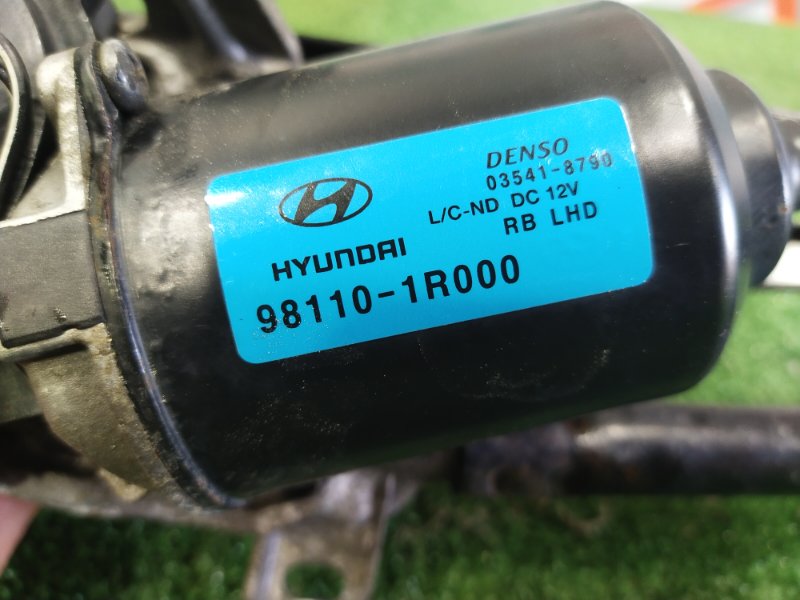 DENSO
03541-8790
L/C-ND DC 12V
RB LHD
HYUNDAI
98110-1R000